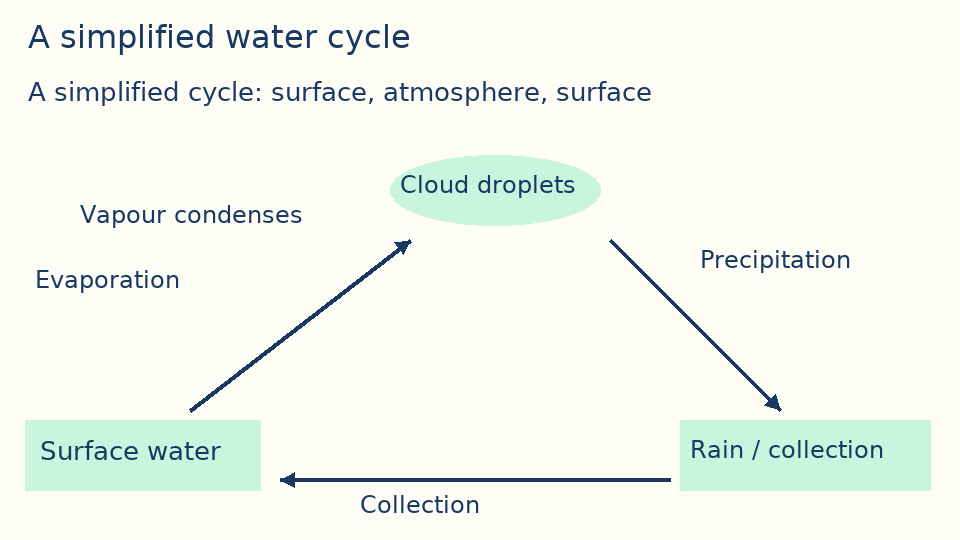 A simplified water cycle
A simplified cycle: surface, atmosphere, surface
Cloud droplets
Vapour condenses
Precipitation
Evaporation
Surface water
Rain / collection
Collection